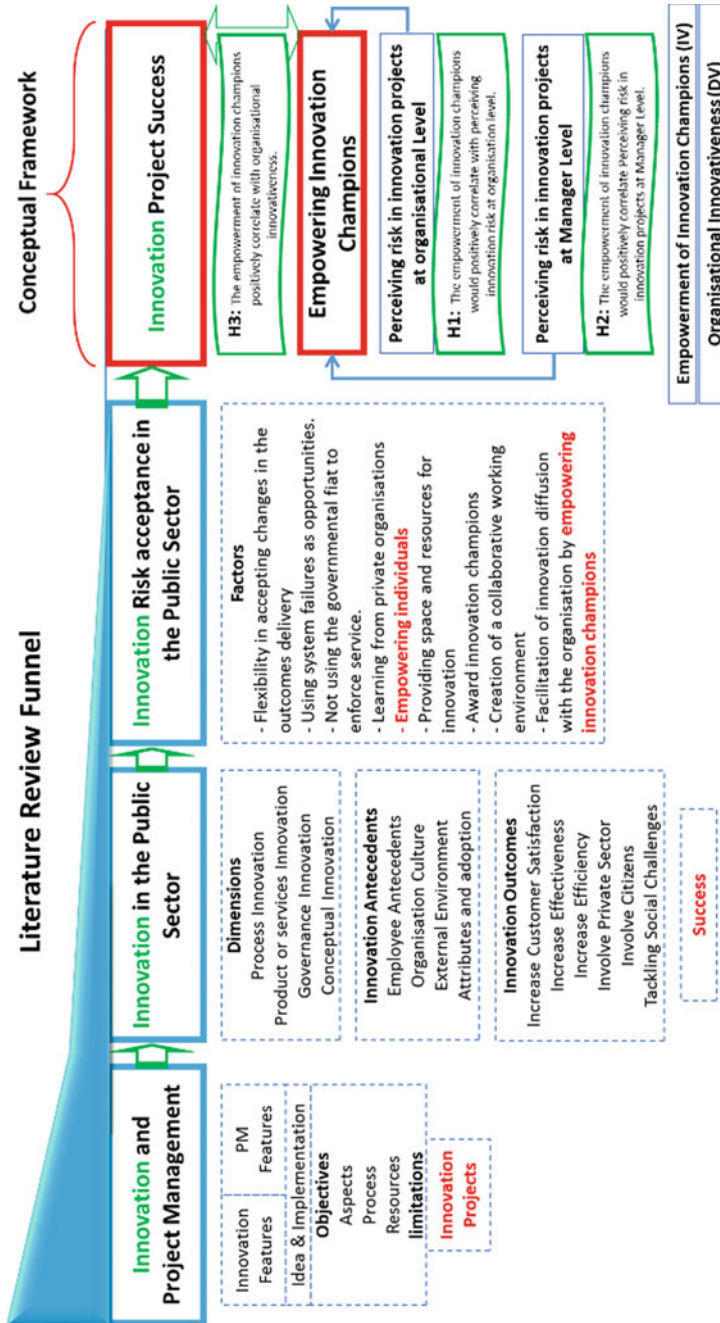 Literature Review Funnel
Conceptual Framework
Innovation and
Project Management
Innovation
Features
PM
Features
Idea & Implementation
Objectives
Aspects
Process
Resources
limitations
Innovation
Projects
Innovation in the Public
Sector
Dimensions
Process Innovation
Product or services Innovation
Governance Innovation
Conceptual Innovation
Innovation Antecedents
Employee Antecedents
Organisation Culture
External Environment
Attributes and adoption
Innovation Outcomes
Increase Customer Satisfaction
Increase Effectiveness
Increase Efficiency
Involve Private Sector
Involve Citizens
Tackling Social Challenges
Success
Innovation Risk acceptance in
the Public Sector
Factors
- Flexibility in accepting changes in the
outcomes delivery
- Using system failures as opportunities.
- Not using the governmental fiat to
enforce service.
- Learning from private organisations
- Empowering individuals
- Providing space and resources for
innovation
- Award innovation champions
- Creation of a collaborative working
environment
- Facilitation of innovation diffusion
with the organisation by empowering
innovation champions
Innovation Project Success
H3: The empowerment of innovation champions
positively correlate with organisational
innovativeness.
Empowering Innovation
Champions
Perceiving risk in innovation projects
at organisational Level
H1: The empowerment of innovation champions
would positively correlate with perceiving
innovation risk at organisation level.
Perceiving risk in innovation projects
at Manager Level
H2: The empowerment of innovation champions
would positively correlate Perceiving risk in
innovation projects at Manager Level.
Empowerment of Innovation Champions (IV)
Organisational Innovativeness (DV)